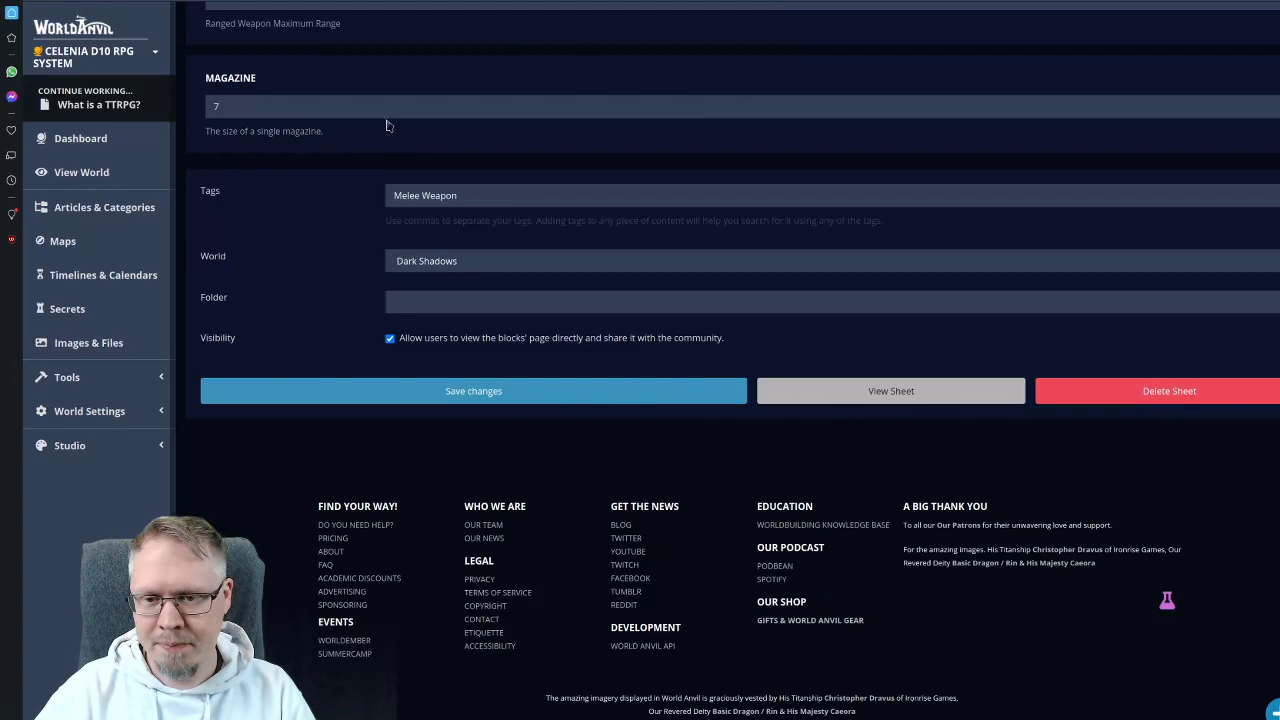 WORLDANVIL
CELENIA D10 RPG
SYSTEM
CONTINUE WORKING...
What is a TTRPG?
Dashboard
View World
Articles & Categories
Maps
Timelines & Calendars
Secrets
Images & Files
Tools
World Settings
Studio
Ranged Weapon Maximum Range
MAGAZINE
7
The size of a single magazine.
Tags
Melee Weapon
Use commas to separate your tags. Adding tags to any piece of content will help you search for it using any of the tags.
World
Dark Shadows
Folder
Visibility
Allow users to view the blocks' page directly and share it with the community.
Save changes
View Sheet
Delete Sheet
FIND YOUR WAY!
DO YOU NEED HELP?
PRICING
ABOUT
FAQ
ACADEMIC DISCOUNTS
ADVERTISING
SPONSORING
EVENTS
WORLDEMBER
SUMMERCAMP
WHO WE ARE
OUR TEAM
OUR NEWS
LEGAL
PRIVACY
TERMS OF SERVICE
COPYRIGHT
CONTACT
ETIQUETTE
ACCESSIBILITY
GET THE NEWS
BLOG
TWITTER
YOUTUBE
TWITCH
FACEBOOK
TUMBLR
REDDIT
DEVELOPMENT
WORLD ANVIL API
EDUCATION
WORLDBUILDING KNOWLEDGE BASE
OUR PODCAST
PODBEAN
SPOTIFY
OUR SHOP
GIFTS & WORLD ANVIL GEAR
A BIG THANK YOU
To all our Our Patrons for their unwavering love and support.
For the amazing images. His Titanship Christopher Dravus of Ironrise Games, Our
Revered Deity Basic Dragon / Rin & His Majesty Caeora
The amazing imagery displayed in World Anvil is graciously vested by His Titanship Christopher Dravus of Ironrise Games,
Our Revered Deity Basic Dragon / Rin & His Majesty Caeora